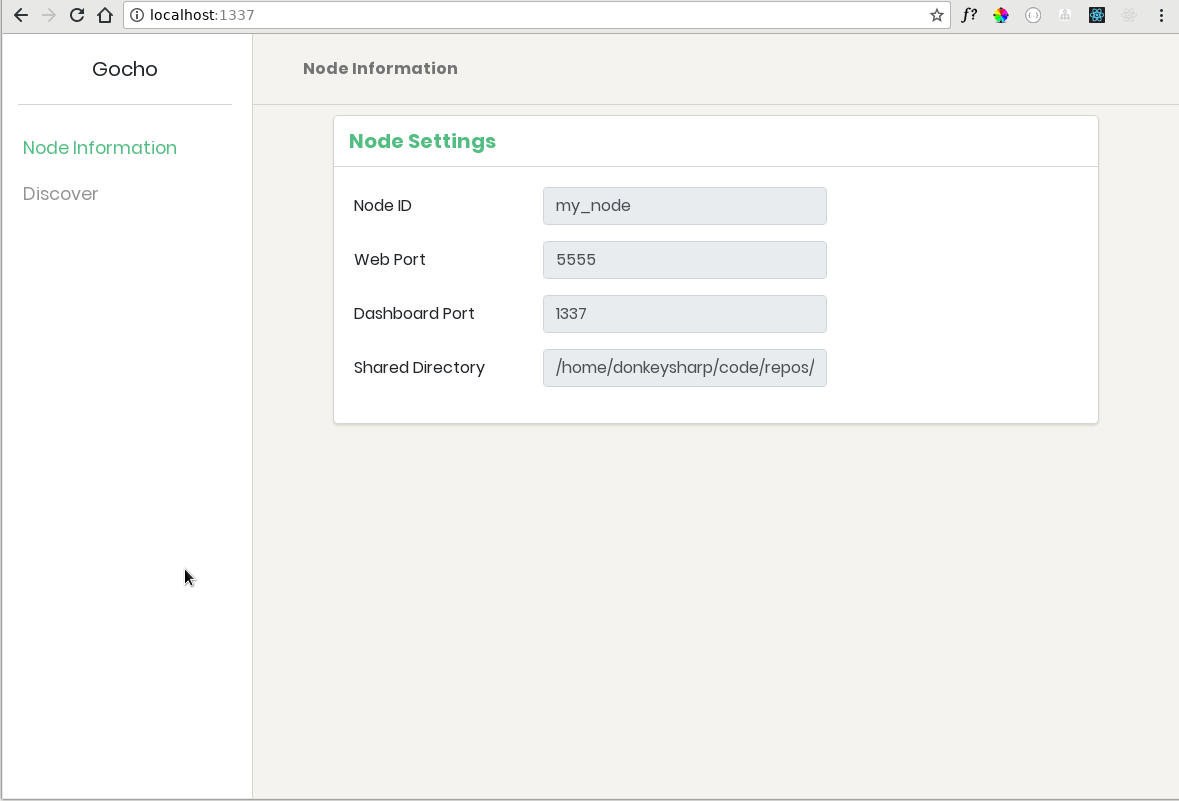 localhost:1337
f?
Gocho
Node Information
Discover
Node Information
Node Settings
Node ID
my_node
Web Port
5555
Dashboard Port
1337
Shared Directory
/home/donkeysharp/code/repos/